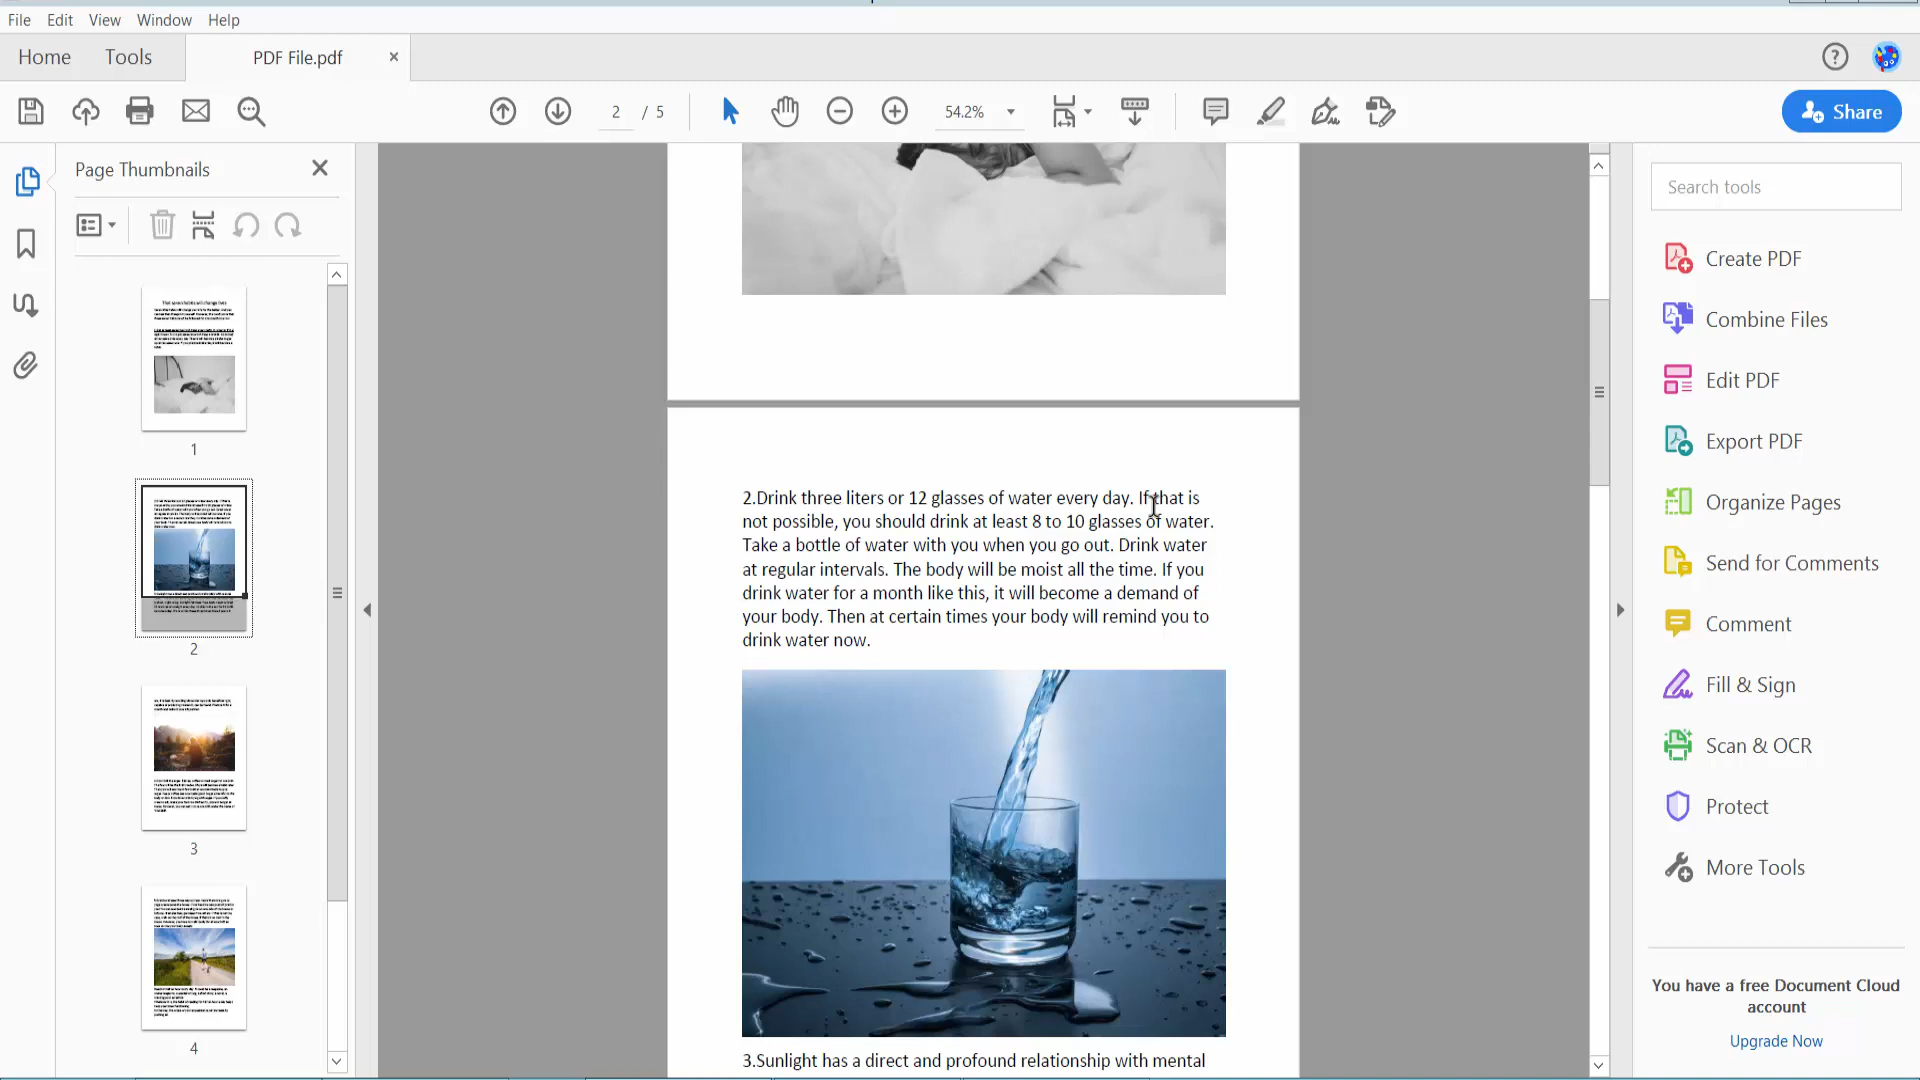 File Edit View Window Help
Home Tools PDF File.pdf
2 / 5 54.2% Share
Page Thumbnails
1
2
3
4
2.Drink three liters or 12 glasses of water every day. If that is
not possible, you should drink at least 8 to 10 glasses of water.
Take a bottle of water with you when you go out. Drink water
at regular intervals. The body will be moist all the time. If you
drink water for a month like this, it will become a demand of
your body. Then at certain times your body will remind you to
drink water now.
3.Sunlight has a direct and profound relationship with mental
Search tools
Create PDF
Combine Files
Edit PDF
Export PDF
Organize Pages
Send for Comments
Comment
Fill & Sign
Scan & OCR
Protect
More Tools
You have a free Document Cloud
account
Upgrade Now